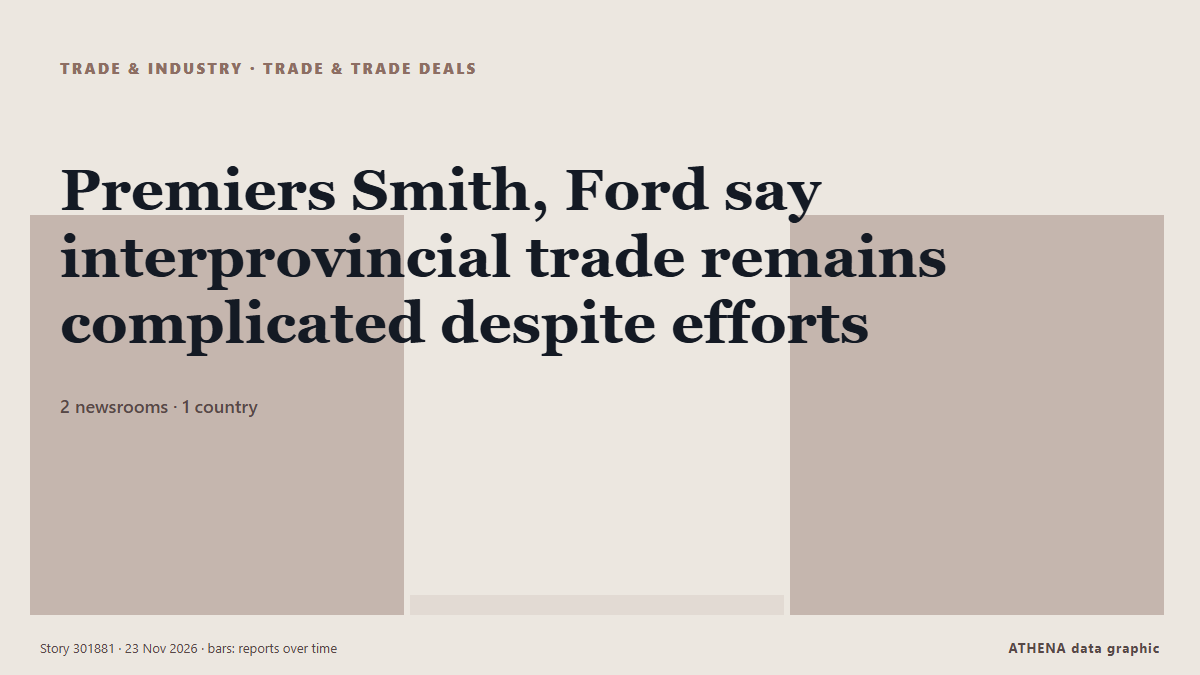 TRADE & INDUSTRY · TRADE & TRADE DEALS
Premiers Smith, Ford say
interprovincial trade remains
complicated despite efforts
2 newsrooms · 1 country
Story 301881 · 23 Nov 2026 · bars: reports over time
ATHENA data graphic